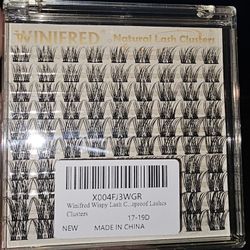 WINIFRED
Natural Lash Clusters
X004FJ3WGR
Winifred Wispy Lash C...proof Lashes
Clusters
17-19D
NEW MADE IN CHINA